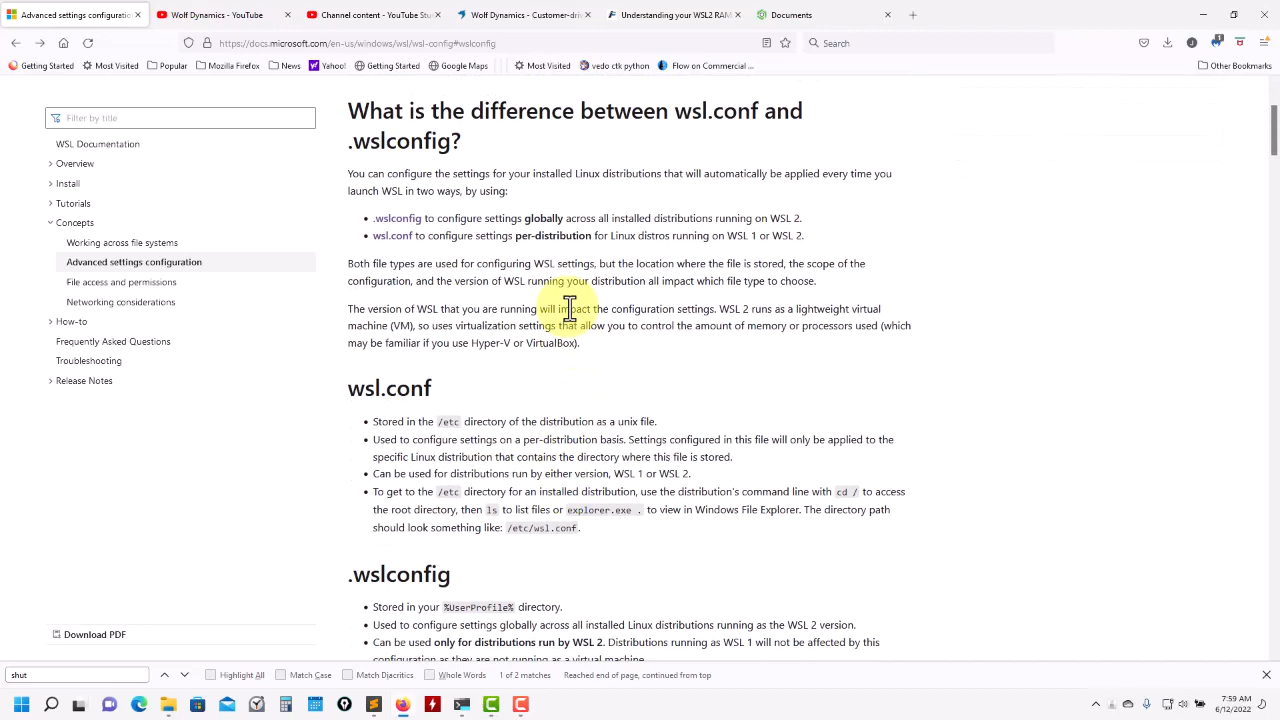 Advanced settings configuratio
Wolf Dynamics - YouTube
Channel content - YouTube Stu
Wolf Dynamics - Customer-driv
Understanding your WSL RAM
Documents
https://docs.microsoft.com/en-us/windows/wsl/wsl-config#wslconfig
Search
Getting Started
Most Visited
Popular
Mozilla Firefox
News
Yahoo!
Getting Started
Google Maps
Most Visited
vedo ctk python
Flow on Commercial ...
Other Bookmarks
Filter by title
WSL Documentation
Overview
Install
Tutorials
Concepts
Working across file systems
Advanced settings configuration
File access and permissions
Networking considerations
How-to
Frequently Asked Questions
Troubleshooting
Release Notes
Download PDF
What is the difference between wsl.conf and
.wslconfig?
You can configure the settings for your installed Linux distributions that will automatically be applied every time you
launch WSL in two ways, by using:
• .wslconfig to configure settings globally across all installed distributions running on WSL 2.
• wsl.conf to configure settings per-distribution for Linux distros running on WSL 1 or WSL 2.
Both file types are used for configuring WSL settings, but the location where the file is stored, the scope of the
configuration, and the version of WSL running your distribution all impact which file type to choose.
The version of WSL that you are running will impact the configuration settings. WSL 2 runs as a lightweight virtual
machine (VM), so uses virtualization settings that allow you to control the amount of memory or processors used (which
may be familiar if you use Hyper-V or VirtualBox).
wsl.conf
• Stored in the /etc directory of the distribution as a unix file.
• Used to configure settings on a per-distribution basis. Settings configured in this file will only be applied to the
specific Linux distribution that contains the directory where this file is stored.
• Can be used for distributions run by either version, WSL 1 or WSL 2.
• To get to the /etc directory for an installed distribution, use the distribution's command line with cd / to access
the root directory, then ls to list files or explorer.exe . to view in Windows File Explorer. The directory path
should look something like: /etc/wsl.conf.
.wslconfig
• Stored in your %UserProfile% directory.
• Used to configure settings globally across all installed Linux distributions running as the WSL 2 version.
• Can be used only for distributions run by WSL 2. Distributions running as WSL 1 will not be affected by this
configuration as they are not running as a virtual machine.
shut
Highlight All
Match Case
Match Diacritics
Whole Words
1 of 2 matches
Reached end of page, continued from top
:59 AM
6/12/2022